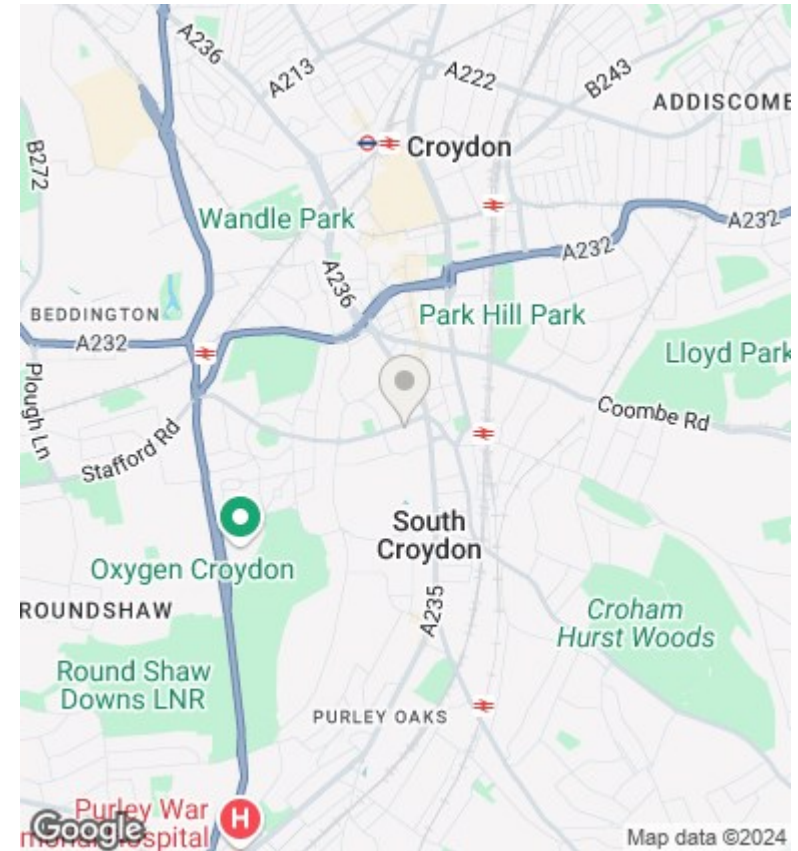 A236
A213
A222
B243
ADDISCOMB
B272
Croydon
Wandle Park
A232
A232
A236
BEDDINGTON
Park Hill Park
A232
Lloyd Park
Plough Ln
Coombe Rd
Stafford Rd
South
Croydon
Oxygen Croydon
ROUNDSHAW
A235
Croham
Hurst Woods
Round Shaw
Downs LNR
PURLEY OAKS
Purley War
H
Hospital
Google
Map data ©2024